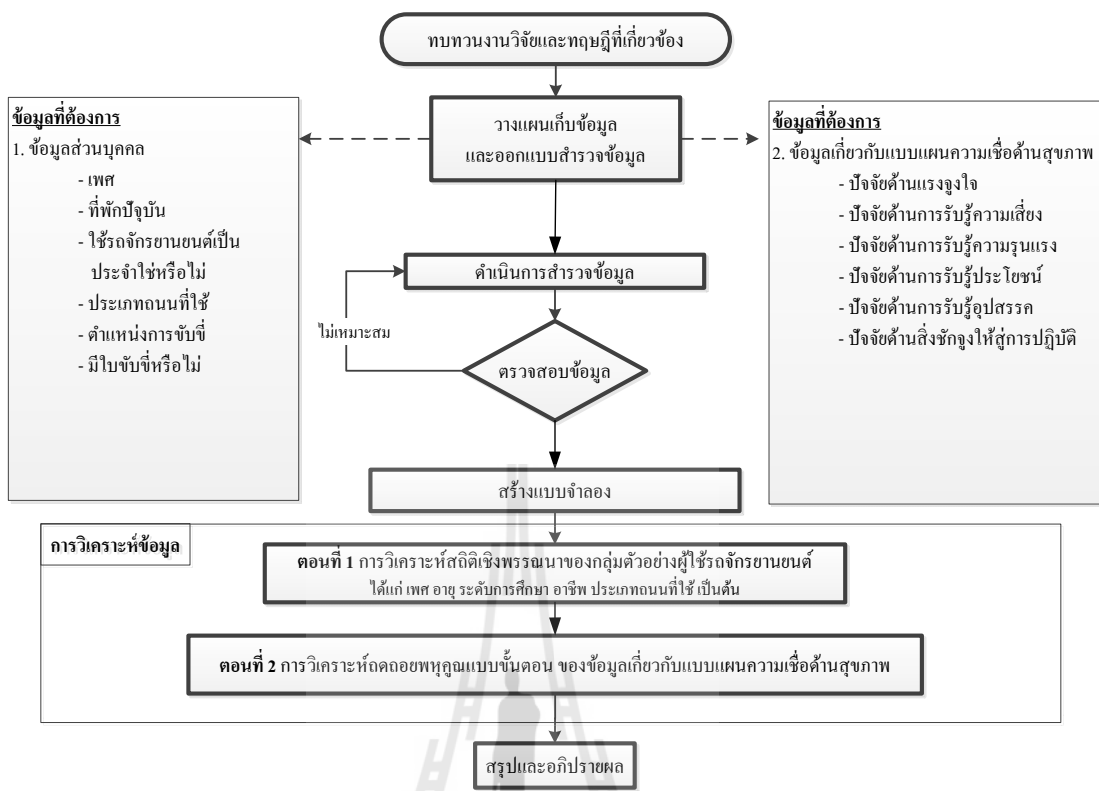 ทบทวนงานวิจัยและทฤษฎีที่เกี่ยวข้อง
ข้อมูลที่ต้องการ
1. ข้อมูลส่วนบุคคล
- เพศ
- ที่พักปัจุบัน
- ใช้รถจักรยานยนต์เป็น
ประจำใช่หรือไม่
- ประเภทถนนที่ใช้
- ตำแหน่งการขับขี่
- มีใบขับขี่หรือไม่
วางแผนเก็บข้อมูล
และออกแบบสำรวจข้อมูล
ข้อมูลที่ต้องการ
2. ข้อมูลเกี่ยวกับแบบแผนความเชื่อด้านสุขภาพ
- ปัจจัยด้านแรงจูงใจ
- ปัจจัยด้านการรับรู้ความเสี่ยง
- ปัจจัยด้านการรับรู้ความรุนแรง
- ปัจจัยด้านการรับรู้ประโยชน์
- ปัจจัยด้านการรับรู้อุปสรรค
- ปัจจัยด้านสิ่งชักจูงให้สู่การปฏิบัติ
ดำเนินการสำรวจข้อมูล
ไม่เหมาะสม
ตรวจสอบข้อมูล
สร้างแบบจำลอง
การวิเคราะห์ข้อมูล
ตอนที่ 1 การวิเคราะห์สถิติเชิงพรรณนาของกลุ่มตัวอย่างผู้ใช้รถจักรยานยนต์
ได้แก่ เพศ อายุ ระดับการศึกษา อาชีพ ประเภทถนนที่ใช้ เป็นต้น
ตอนที่ 2 การวิเคราะห์ถดถอยพหุคูณแบบขั้นตอน ของข้อมูลเกี่ยวกับแบบแผนความเชื่อด้านสุขภาพ
สรุปและอภิปรายผล